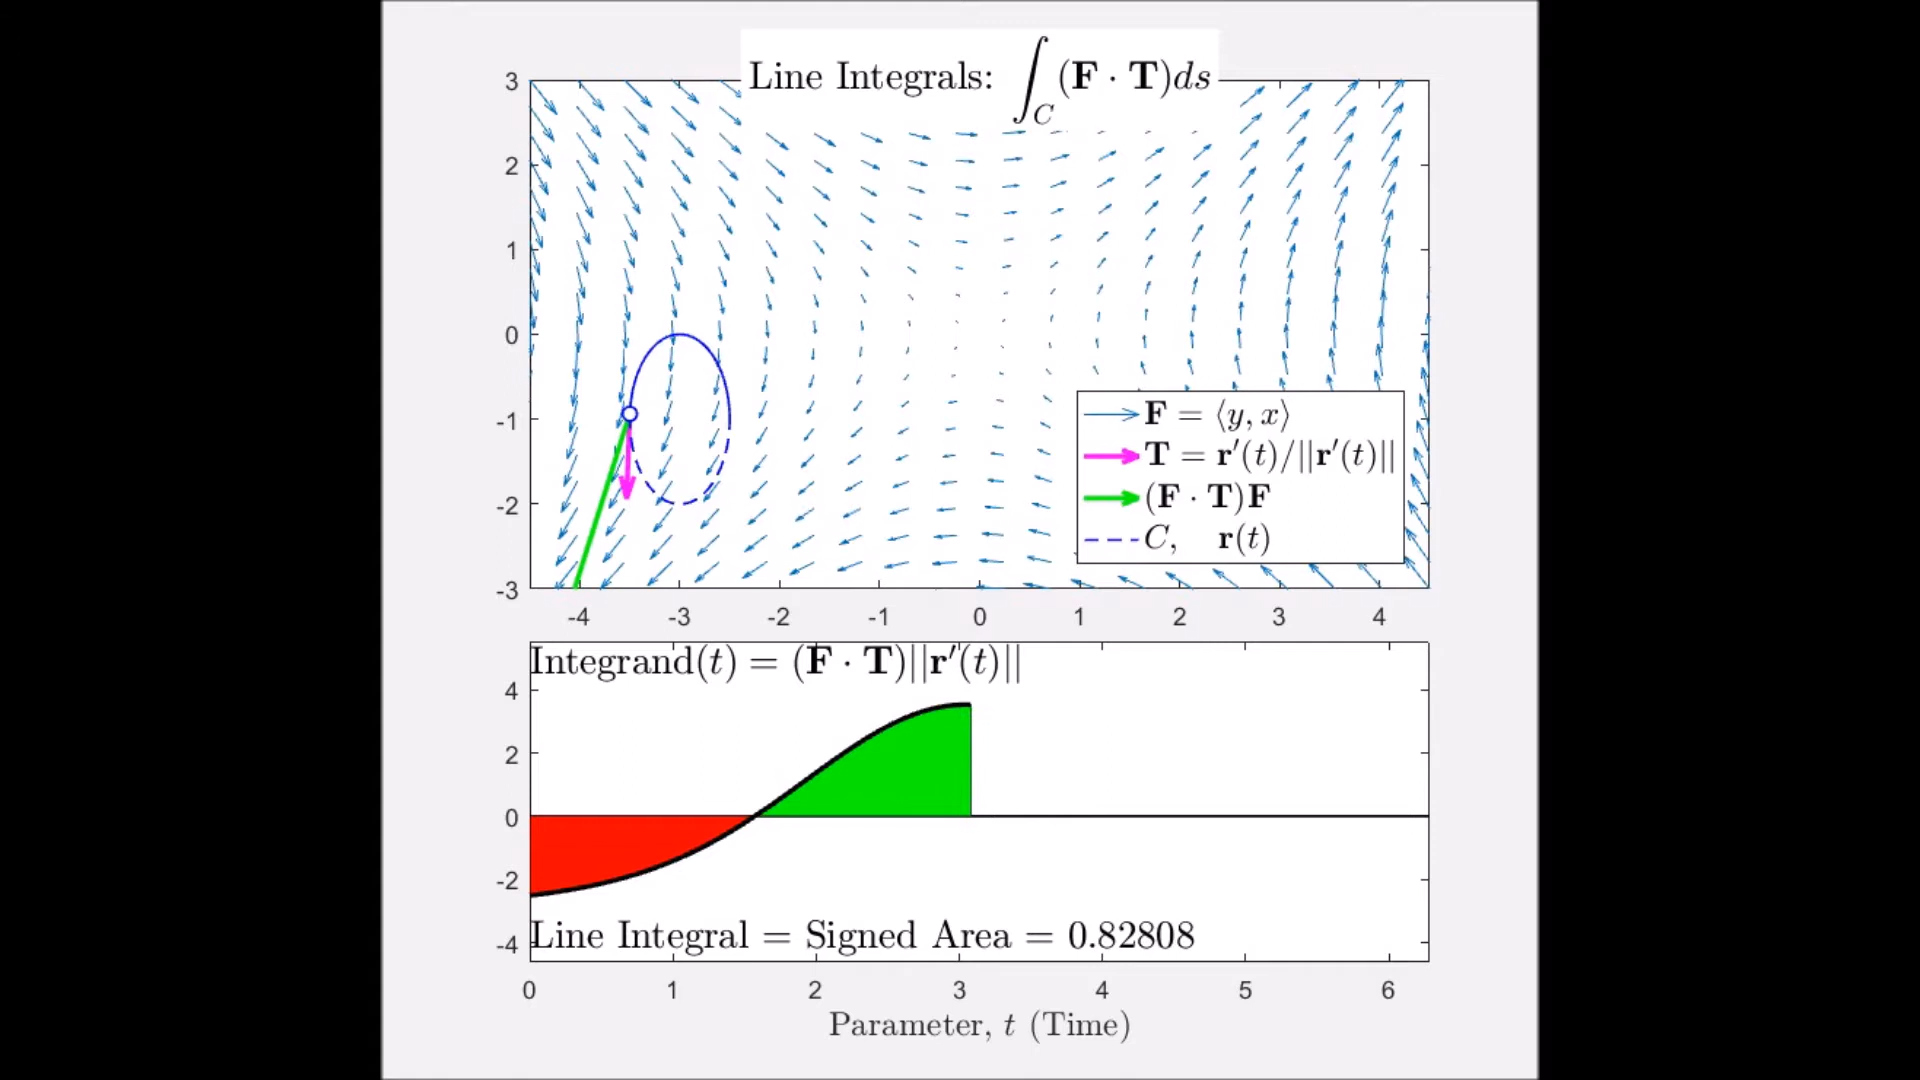 Line Integrals: ∫_C (F · T)ds
3
2
1
0
-1
-2
-3
F = ⟨y, x⟩
T = r′(t)/||r′(t)||
(F · T)F
C, r(t)
-4 -3 -2 -1 0 1 2 3 4
Integrand(t) = (F · T)||r′(t)||
4
2
0
-2
-4
Line Integral = Signed Area = 0.82808
0 1 2 3 4 5 6
Parameter, t (Time)